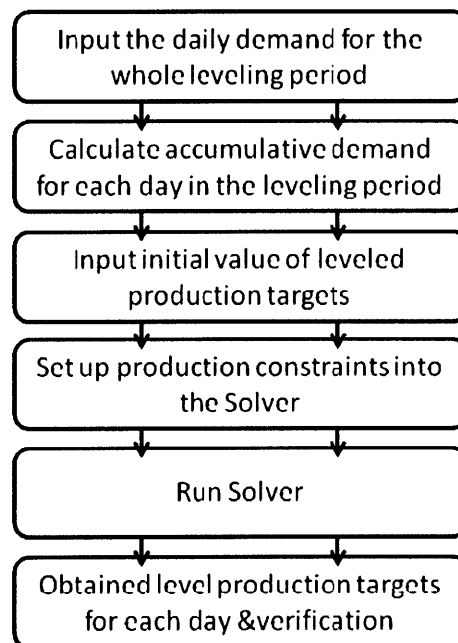 Input the daily demand for the
whole leveling period
Calculate accumulative demand
for each day in the leveling period
Input initial value of leveled
production targets
Set up production constraints into
the Solver
Run Solver
Obtained level production targets
for each day &verification